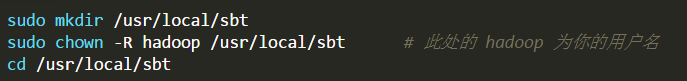 sudo mkdir /usr/local/sbt
sudo chown -R hadoop /usr/local/sbt      # 此处的 hadoop 为你的用户名
cd /usr/local/sbt